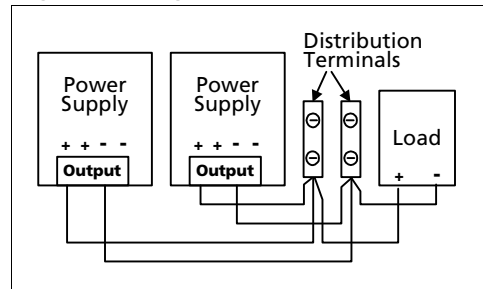 Distribution
Terminals
Power
Supply
+ + - -
Output
Power
Supply
+ + - -
Output
Load
+ -